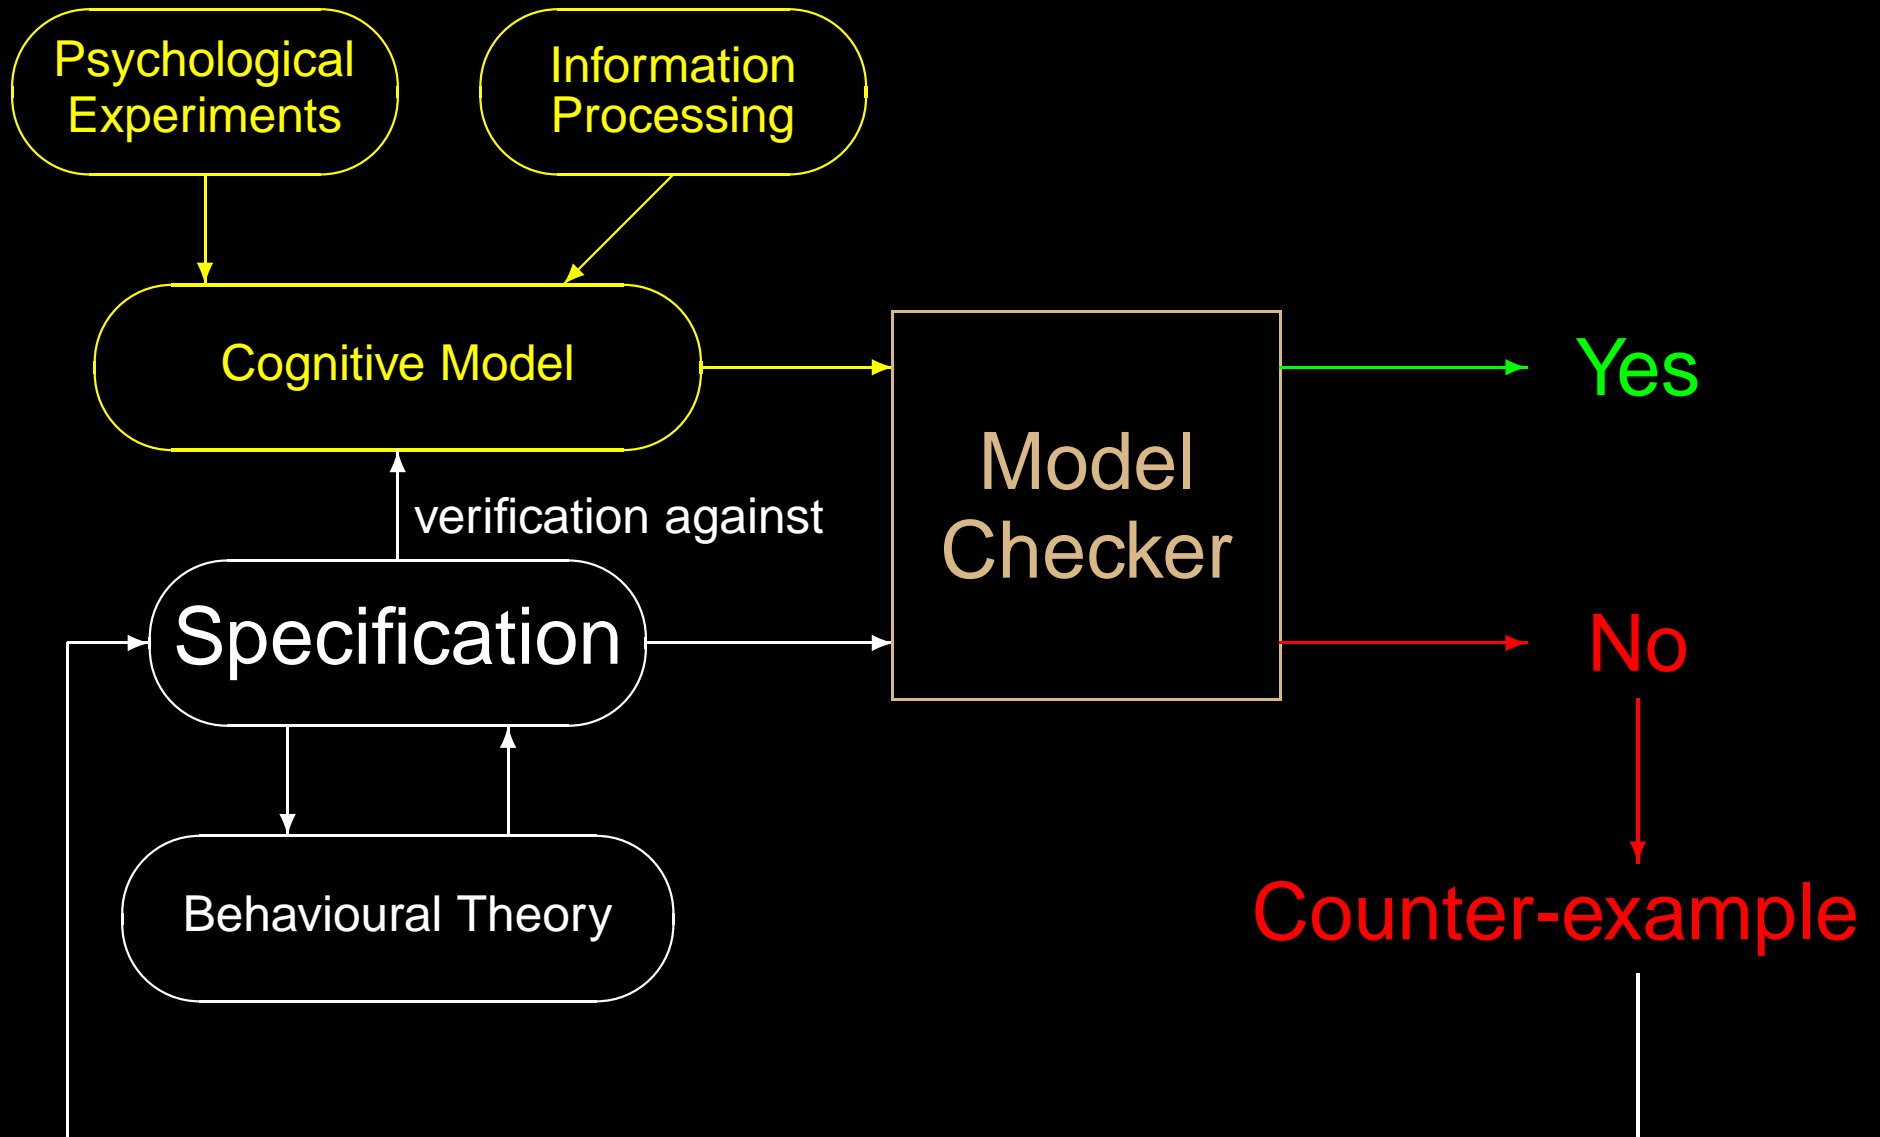 Psychological
Experiments
Information
Processing
Cognitive Model
Yes
Model
Checker
verification against
Specification
No
Behavioural Theory
Counter-example